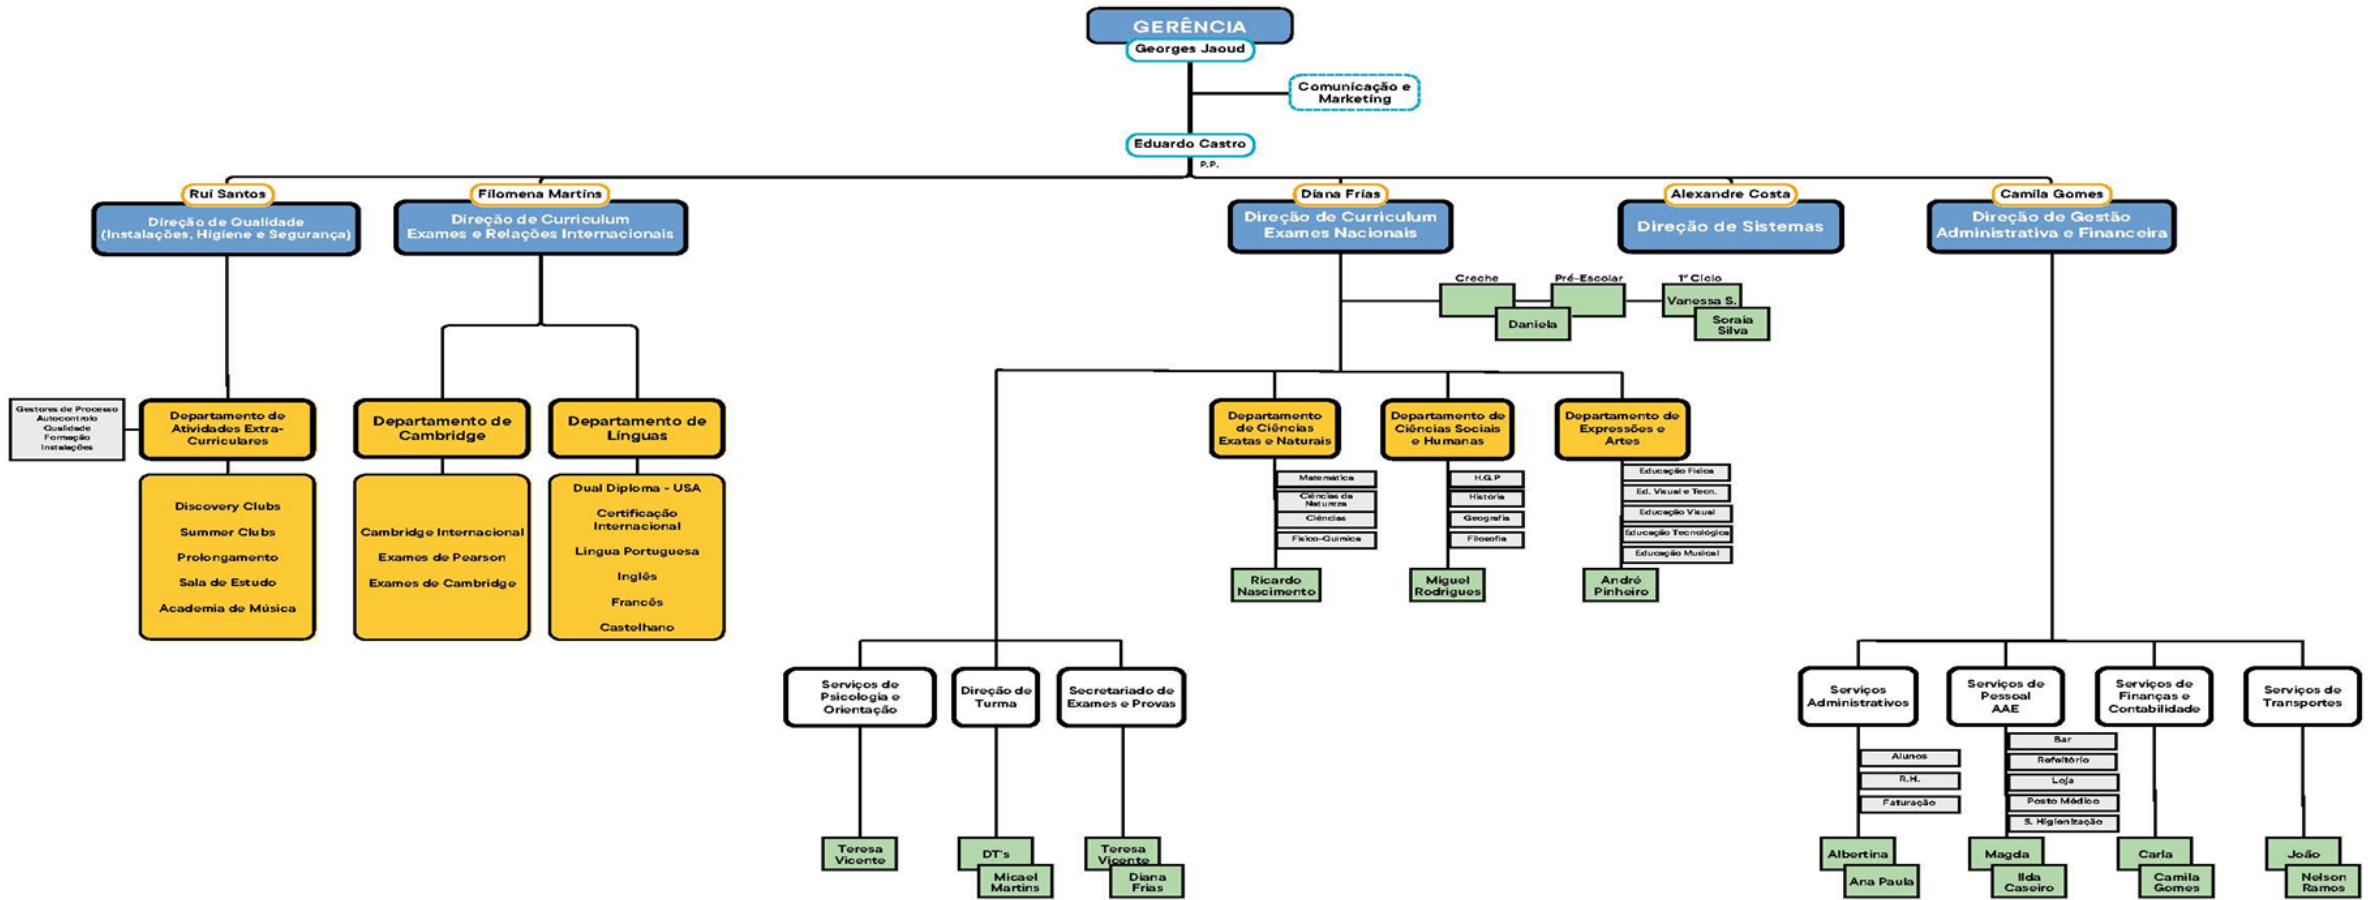 GERÊNCIA
Georges Jaoud
Comunicação e
Marketing
Eduardo Castro
P.P.
Rui Santos
Direção de Qualidade
(Instalações, Higiene e Segurança)
Filomena Martins
Direção de Curriculum
Exames e Relações Internacionais
Diana Frias
Direção de Curriculum
Exames Nacionais
Alexandre Costa
Direção de Sistemas
Camila Gomes
Direção de Gestão
Administrativa e Financeira
Creche
Pré-Escolar
1º Ciclo
Daniela
Vanessa S.
Soraia
Silva
Gestores de Processo
Autocontrolo
Qualidade
Formação
Instalações
Departamento de
Atividades Extra-
Curriculares
Discovery Clubs
Summer Clubs
Prolongamento
Sala de Estudo
Academia de Música
Departamento de
Cambridge
Cambridge Internacional
Exames de Pearson
Exames de Cambridge
Departamento de
Línguas
Dual Diploma - USA
Certificação
Internacional
Lingua Portuguesa
Inglês
Francês
Castelhano
Departamento
de Ciências
Exatas e Naturais
Matemática
Ciências da
Natureza
Ciências
Físico-Química
Ricardo
Nascimento
Departamento de
Ciências Sociais
e Humanas
H.G.P
História
Geografia
Filosofia
Miguel
Rodrigues
Departamento de
Expressões e
Artes
Educação Física
Ed. Visual e Tecn.
Educação Visual
Educação Tecnológica
Educação Musical
André
Pinheiro
Serviços de
Psicologia e
Orientação
Teresa
Vicente
Direção de
Turma
DT's
Micael
Martins
Secretariado de
Exames e Provas
Teresa
Vicente
Diana
Frias
Serviços
Administrativos
Alunos
R.H.
Faturação
Albertina
Ana Paula
Serviços de
Pessoal
AAE
Bar
Refeitório
Loja
Posto Médico
S. Higienização
Magda
Ilda
Caseiro
Serviços de
Finanças e
Contabilidade
Carla
Camila
Gomes
Serviços de
Transportes
João
Nelson
Ramos